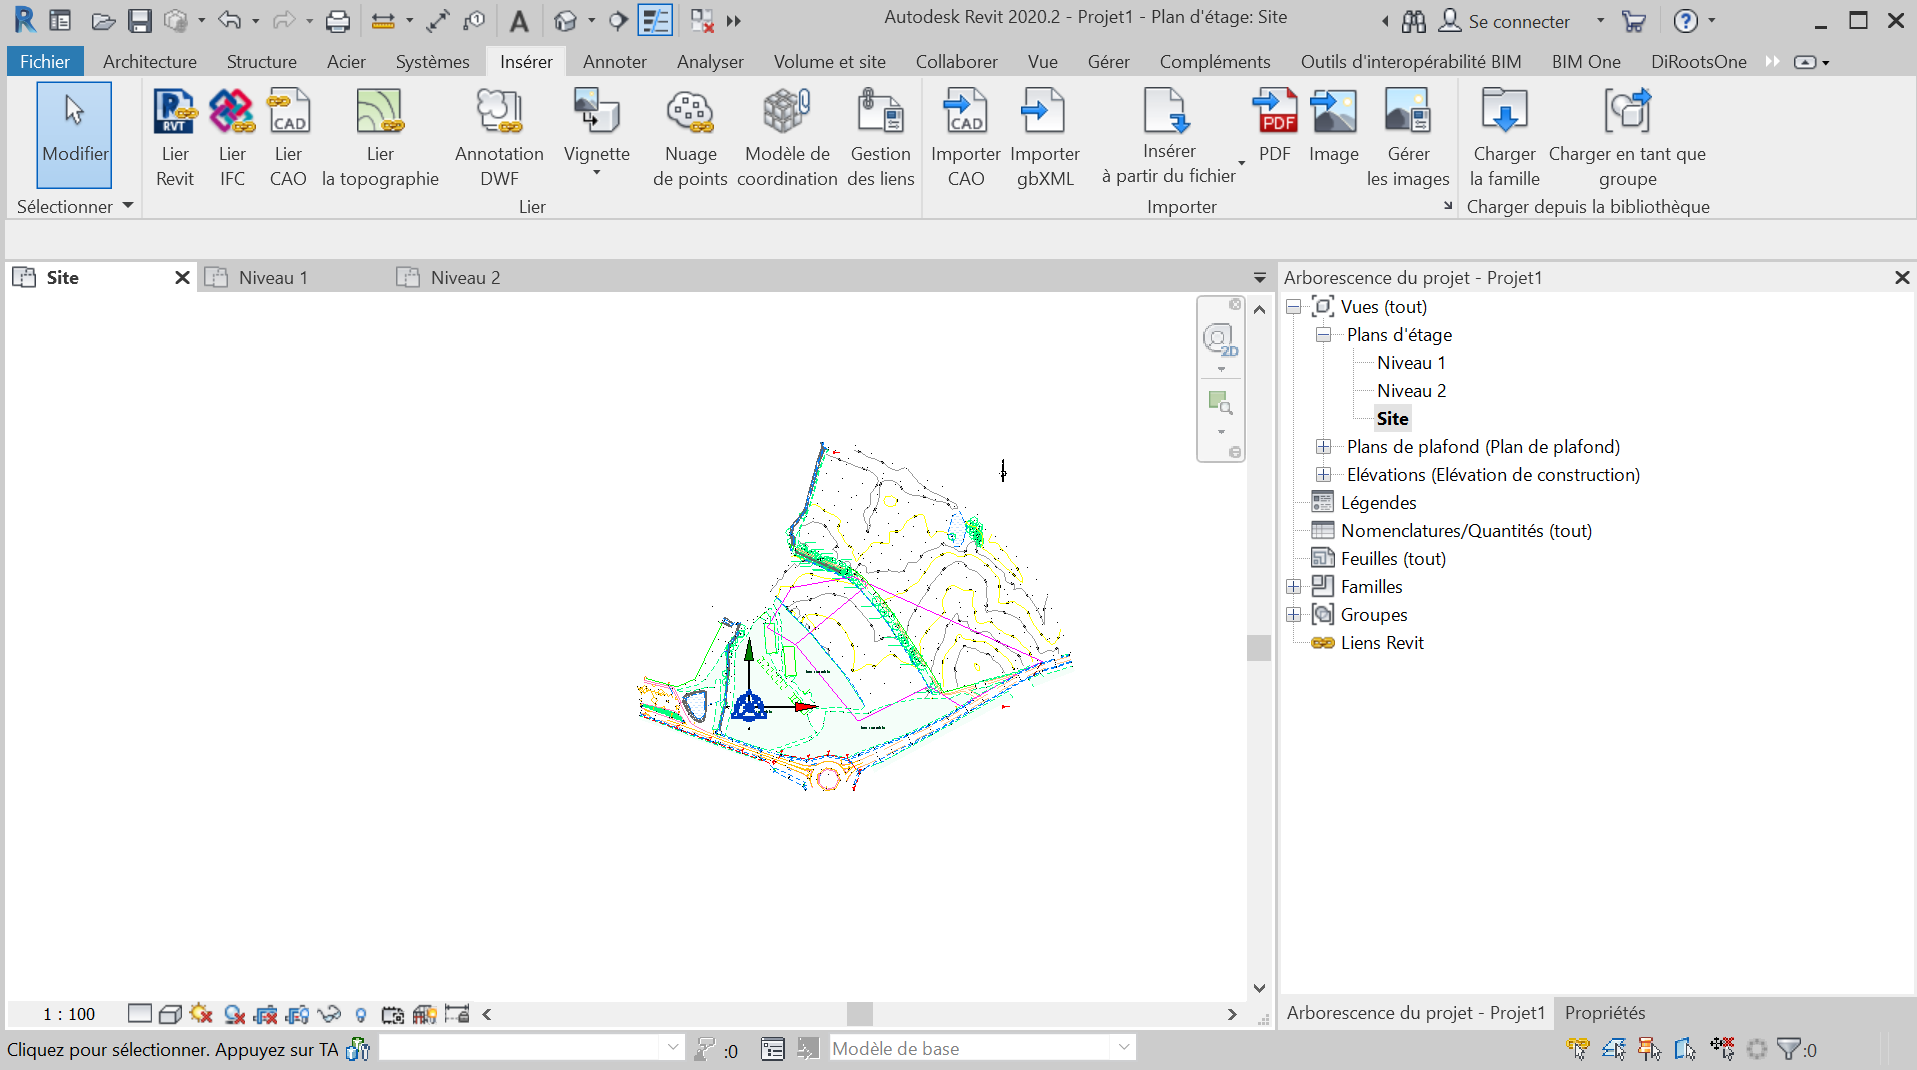 Autodesk Revit 2020.2 - Projet1 - Plan d'étage: Site
Se connecter
Fichier Architecture Structure Acier Systèmes Insérer Annoter Analyser Volume et site Collaborer Vue Gérer Compléments Outils d'interopérabilité BIM BIM One DiRootsOne
Modifier
Lier Revit
Lier IFC
Lier CAO
Lier la topographie
Annotation DWF
Vignette
Nuage de points
Modèle de coordination
Gestion des liens
Importer CAO
Importer gbXML
Insérer à partir du fichier
PDF
Image
Gérer les images
Charger la famille
Charger en tant que groupe
RVT
CAD
CAD
PDF
Sélectionner
Lier
Importer
Charger depuis la bibliothèque
Site
Niveau 1
Niveau 2
2D
Arborescence du projet - Projet1
Vues (tout)
Plans d'étage
Niveau 1
Niveau 2
Site
Plans de plafond (Plan de plafond)
Elévations (Elévation de construction)
Légendes
Nomenclatures/Quantités (tout)
Feuilles (tout)
Familles
Groupes
Liens Revit
1 : 100
Arborescence du projet - Projet1
Propriétés
Cliquez pour sélectionner. Appuyez sur TA
:0
Modèle de base
:0